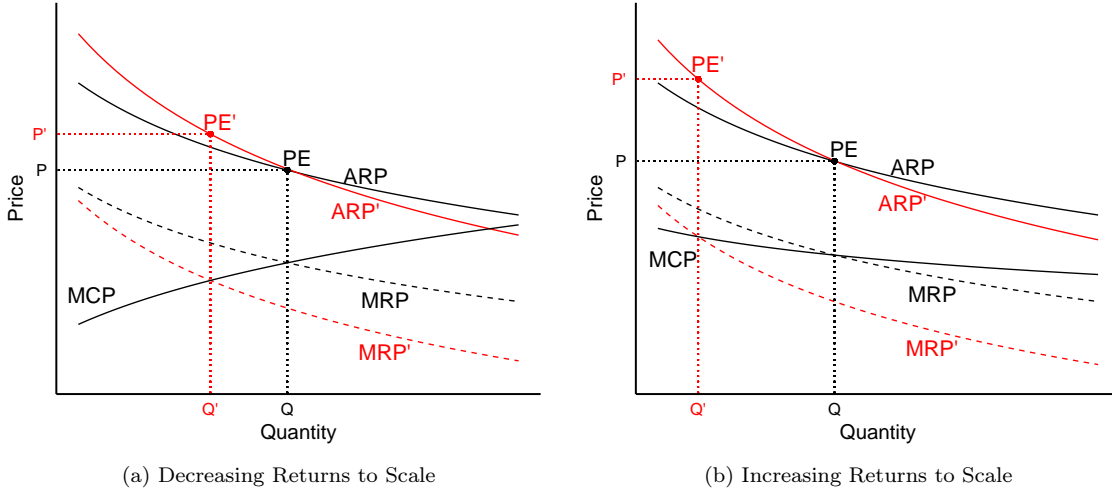 PE'
PE
P'
P
ARP
ARP'
MCP
MRP
MRP'
Price
Q'
Q
Quantity
(a) Decreasing Returns to Scale
PE'
P'
PE
P
ARP
ARP'
MCP
MRP
MRP'
Price
Q'
Q
Quantity
(b) Increasing Returns to Scale